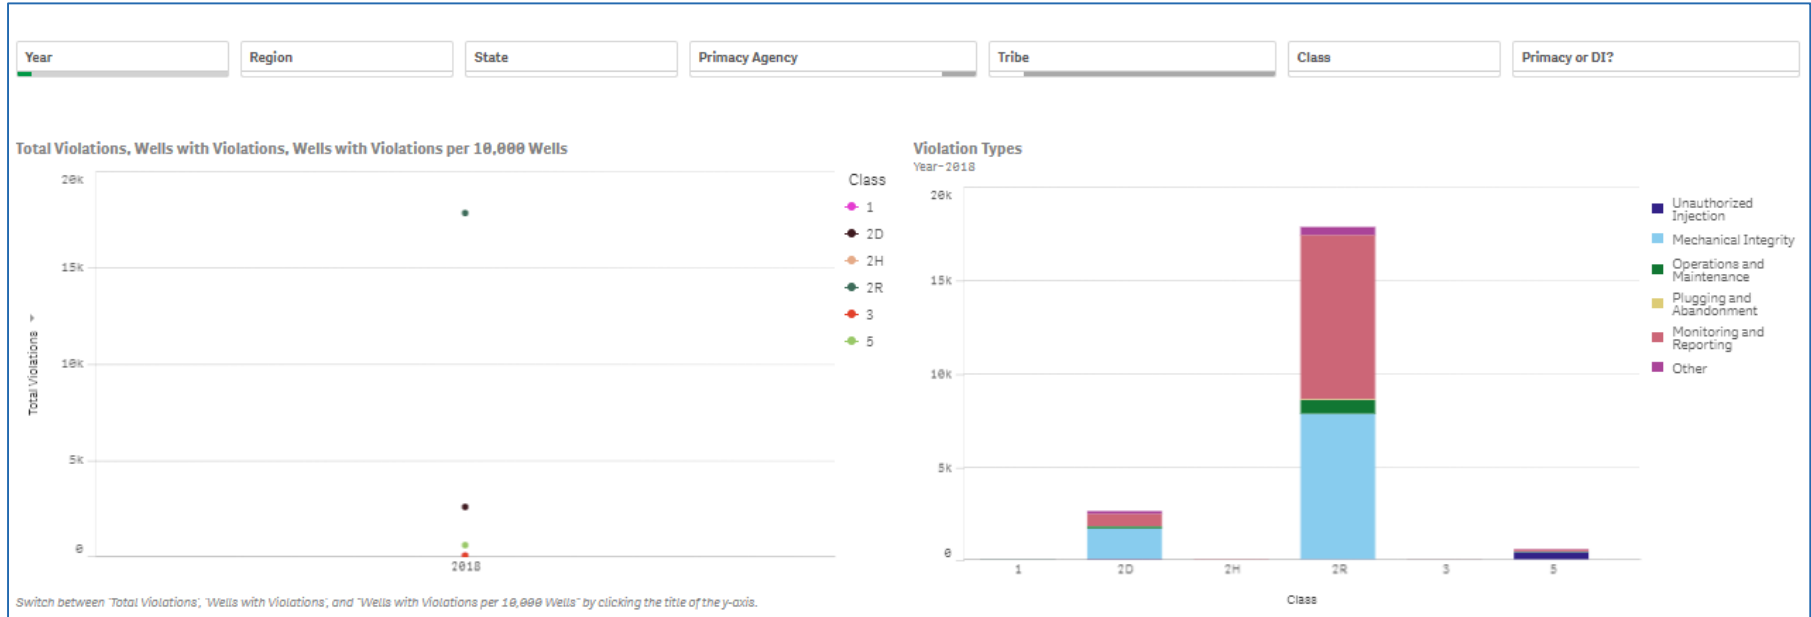 Year
Region
State
Primacy Agency
Tribe
Class
Primacy or DI?
Total Violations, Wells with Violations, Wells with Violations per 10,000 Wells
20k
15k
10k
5k
0
Total Violations
2018
Class
1
2D
2H
2R
3
5
Switch between 'Total Violations', 'Wells with Violations', and "Wells with Violations per 10,000 Wells" by clicking the title of the y-axis.
Violation Types
Year-2018
20k
15k
10k
5k
0
1
2D
2H
2R
3
5
Class
Unauthorized
Injection
Mechanical Integrity
Operations and
Maintenance
Plugging and
Abandonment
Monitoring and
Reporting
Other